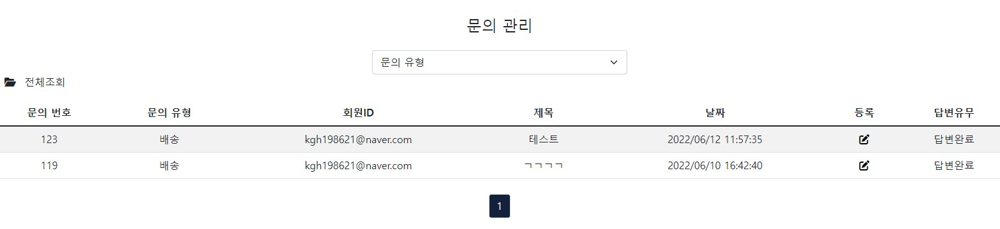 문의 관리
문의 유형
전체조회
문의 번호 문의 유형 회원ID 제목 날짜 등록 답변유무
123 배송 kgh198621@naver.com 테스트 2022/06/12 11:57:35 답변완료
119 배송 kgh198621@naver.com ㄱㄱㄱㄱ 2022/06/10 16:42:40 답변완료
1